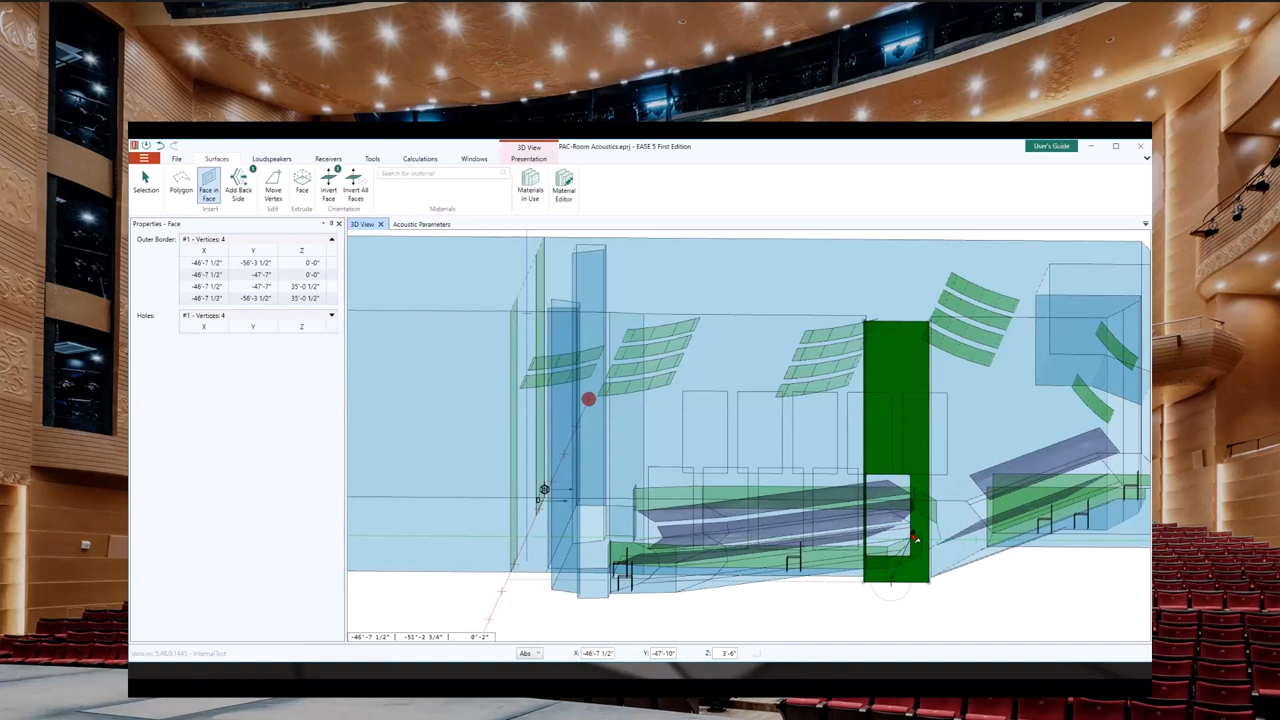 3D View
PAC-Room Acoustics.eprj - EASE 5 First Edition
User's Guide
File
Surfaces
Loudspeakers
Receivers
Tools
Calculations
Windows
Presentation
Selection
Polygon
Face in
Face
Add Back
Side
Move
Vertex
Face
Invert
Face
Invert All
Faces
Search for material
Materials
in Use
Material
Editor
Insert
Edit
Extrude
Orientation
Materials
Properties - Face
3D View
Acoustic Parameters
Outer Border:
#1 - Vertices: 4
X Y Z
-46'-7 1/2" -56'-3 1/2" 0'-0"
-46'-7 1/2" -47'-7" 0'-0"
-46'-7 1/2" -47'-7" 35'-0 1/2"
-46'-7 1/2" -56'-3 1/2" 35'-0 1/2"
Holes:
#1 - Vertices: 4
X Y Z
-46'-7 1/2" | -51'-2 3/4" | 0'-2"
Version: 5.46.0.1445 - InternalTest
Abs
X: -46'-7 1/2"
Y: -47'-10"
Z: 3'-6"